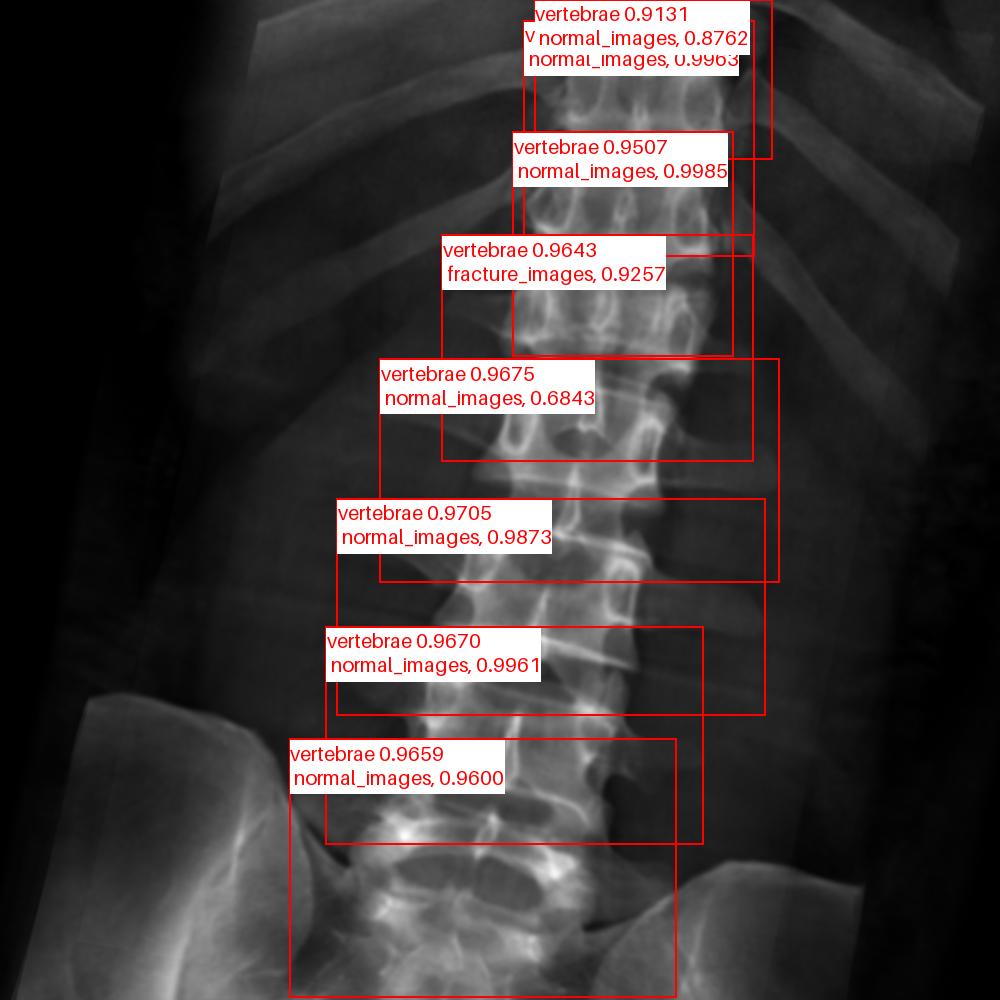 vertebrae 0.9131
normal_images, 0.8762
normal_images, 0.9963
vertebrae 0.9507
normal_images, 0.9985
vertebrae 0.9643
fracture_images, 0.9257
vertebrae 0.9675
normal_images, 0.6843
vertebrae 0.9705
normal_images, 0.9873
vertebrae 0.9670
normal_images, 0.9961
vertebrae 0.9659
normal_images, 0.9600